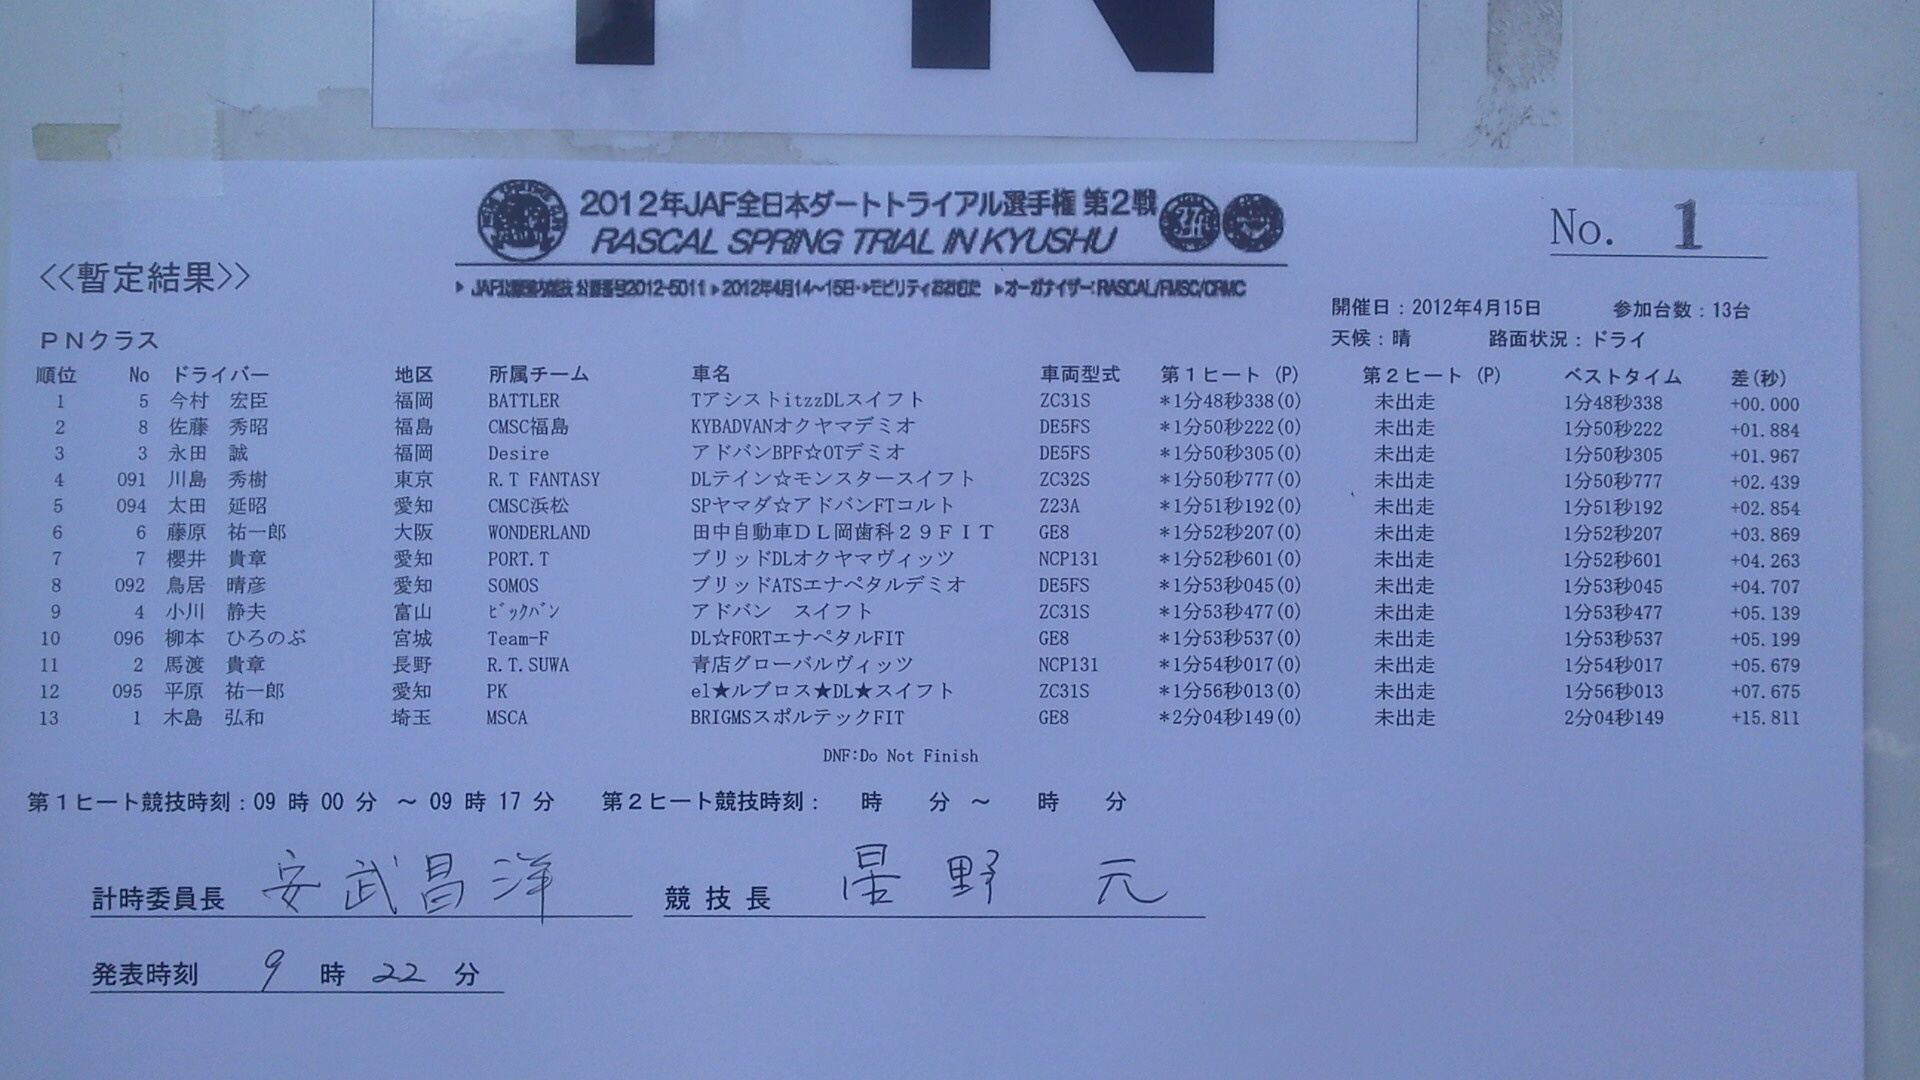 PN
2012年JAF全日本ダートトライアル選手権 第2戦
RASCAL SPRING TRIAL IN KYUSHU
No. 1
<<暫定結果>>
2012-5011 ▶2012年4月14~15日 ▶モビリティおおむた ▶オーガナイザー:RASCAL/FMSC/CRMC
開催日：2012年4月15日 参加台数：13台
PNクラス 天候：晴 路面状況：ドライ
順位 No ドライバー 地区 所属チーム 車名 車両型式 第1ヒート (P) 第2ヒート (P) ベストタイム 差(秒)
1 5 今村 宏臣 福岡 BATTLER TアシストitzzDLスイフト ZC31S *1分48秒338(0) 未出走 1分48秒338 +00.000
2 8 佐藤 秀昭 福島 CMSC福島 KYBADVANオクヤマデミオ DE5FS *1分50秒222(0) 未出走 1分50秒222 +01.884
3 3 永田 誠 福岡 Desire アドバンBPF☆OTデミオ DE5FS *1分50秒305(0) 未出走 1分50秒305 +01.967
4 091 川島 秀樹 東京 R.T FANTASY DLテイン☆モンスタースイフト ZC32S *1分50秒777(0) 未出走 1分50秒777 +02.439
5 094 太田 延昭 愛知 CMSC浜松 SPヤマダ☆アドバンFTコルト Z23A *1分51秒192(0) 未出走 1分51秒192 +02.854
6 6 藤原 祐一郎 大阪 WONDERLAND 田中自動車DL岡歯科29FIT GE8 *1分52秒207(0) 未出走 1分52秒207 +03.869
7 7 櫻井 貴章 愛知 PORT.T ブリッドDLオクヤマヴィッツ NCP131 *1分52秒601(0) 未出走 1分52秒601 +04.263
8 092 鳥居 晴彦 愛知 SOMOS ブリッドATSエナペタルデミオ DE5FS *1分53秒045(0) 未出走 1分53秒045 +04.707
9 4 小川 静夫 富山 ﾋﾞｯｸﾊﾞﾝ アドバン スイフト ZC31S *1分53秒477(0) 未出走 1分53秒477 +05.139
10 096 柳本 ひろのぶ 宮城 Team-F DL☆FORTエナペタルFIT GE8 *1分53秒537(0) 未出走 1分53秒537 +05.199
11 2 馬渡 貴章 長野 R.T.SUWA 青店グローバルヴィッツ NCP131 *1分54秒017(0) 未出走 1分54秒017 +05.679
12 095 平原 祐一郎 愛知 PK el★ルブロス★DL★スイフト ZC31S *1分56秒013(0) 未出走 1分56秒013 +07.675
13 1 木島 弘和 埼玉 MSCA BRIGMSスポルテックFIT GE8 *2分04秒149(0) 未出走 2分04秒149 +15.811
DNF:Do Not Finish
第1ヒート競技時刻：09 時 00 分 ～ 09 時 17 分 第2ヒート競技時刻： 時 分 ～ 時 分
計時委員長 安武昌洋 競技長 星野 元
発表時刻 9 時 22 分